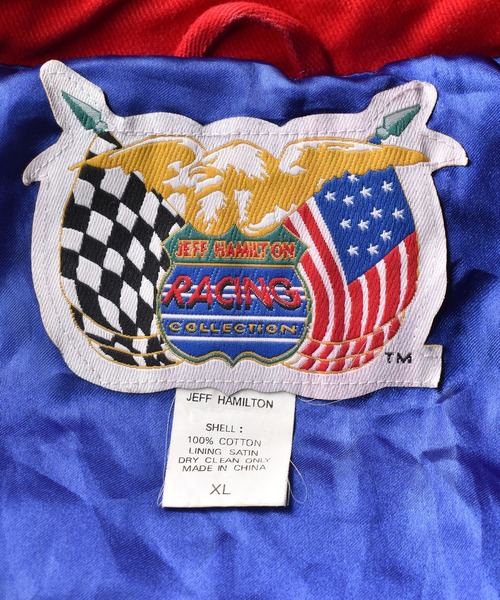 JEFF HAMILTON
RACING
COLLECTION
TM
JEFF HAMILTON
SHELL :
100% COTTON
LINING SATIN
DRY CLEAN ONLY
MADE IN CHINA
XL